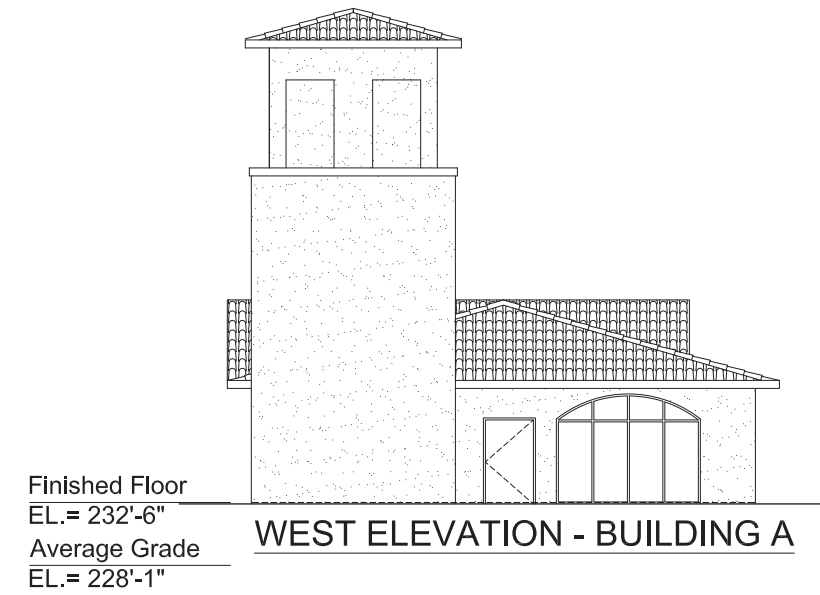 Finished Floor
EL.= 232'-6"
WEST ELEVATION - BUILDING A
Average Grade
EL.= 228'-1"